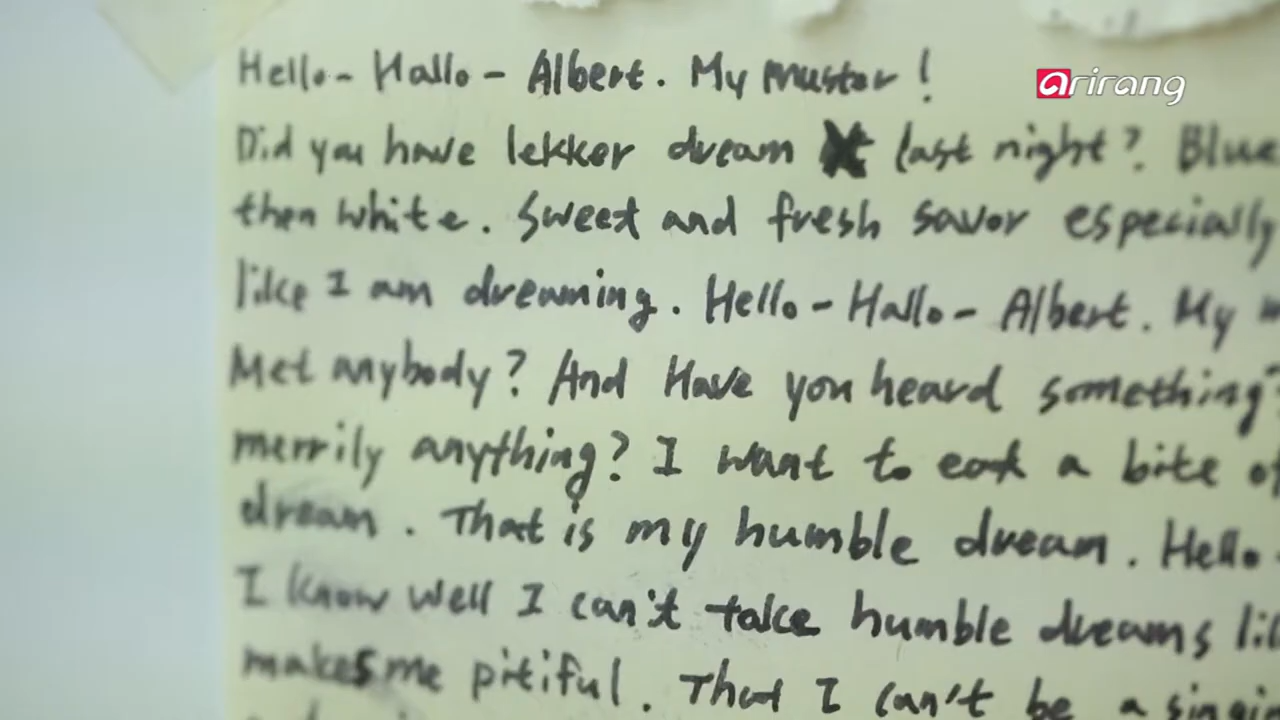 Hello - Hallo - Albert. My master!
arirang
Did you have lekker dream last night? Blue
then white. Sweet and fresh savor especially
like I am dreaming. Hello - Hallo - Albert. My
Met anybody? And Have you heard something?
merrily anything? I want to eat a bite of
dream. That is my humble dream. Hello
I know well I can't take humble dreams
makes me pitiful. That I can't be a